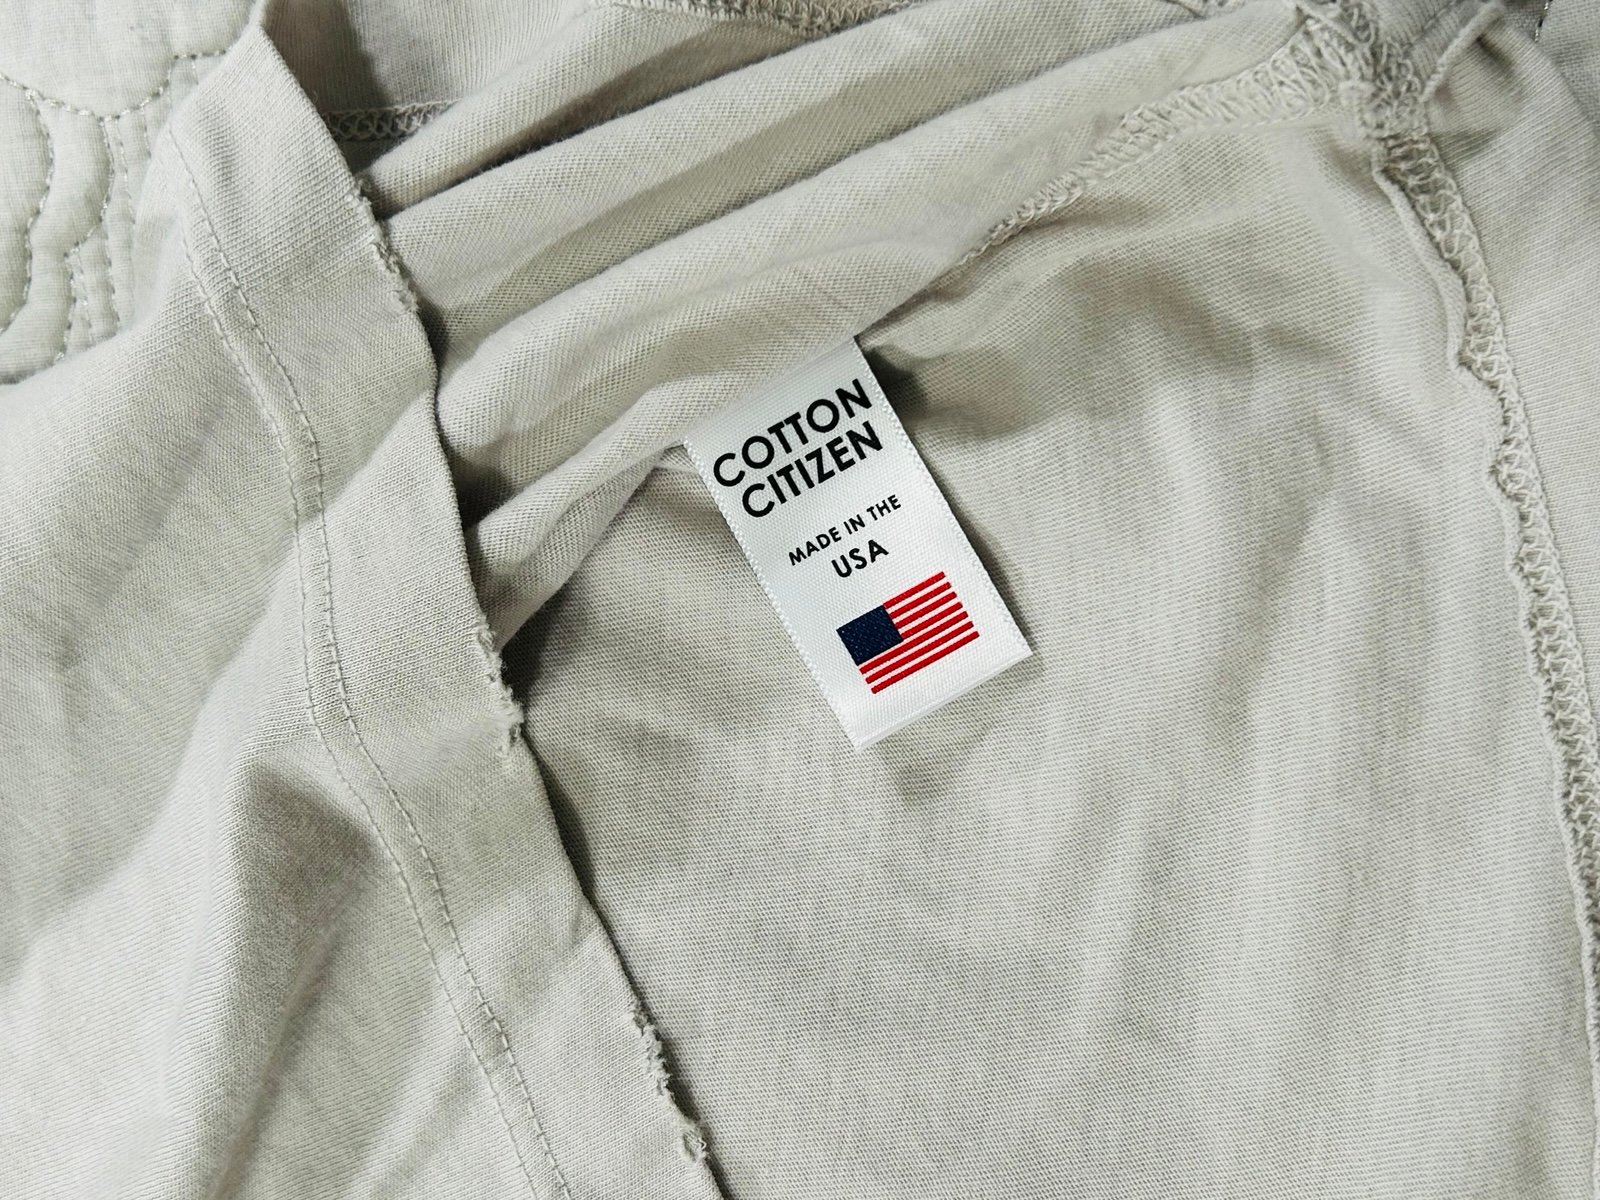 COTTON
CITIZEN
MADE IN THE
USA